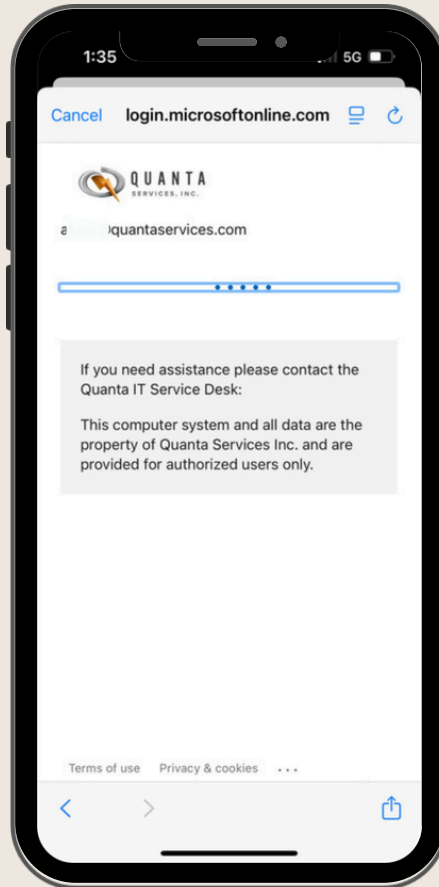 1:35
5G
Cancel login.microsoftonline.com
QUANTA
SERVICES, INC.
quantaservices.com
If you need assistance please contact the
Quanta IT Service Desk:
This computer system and all data are the
property of Quanta Services Inc. and are
provided for authorized users only.
Terms of use Privacy & cookies ...